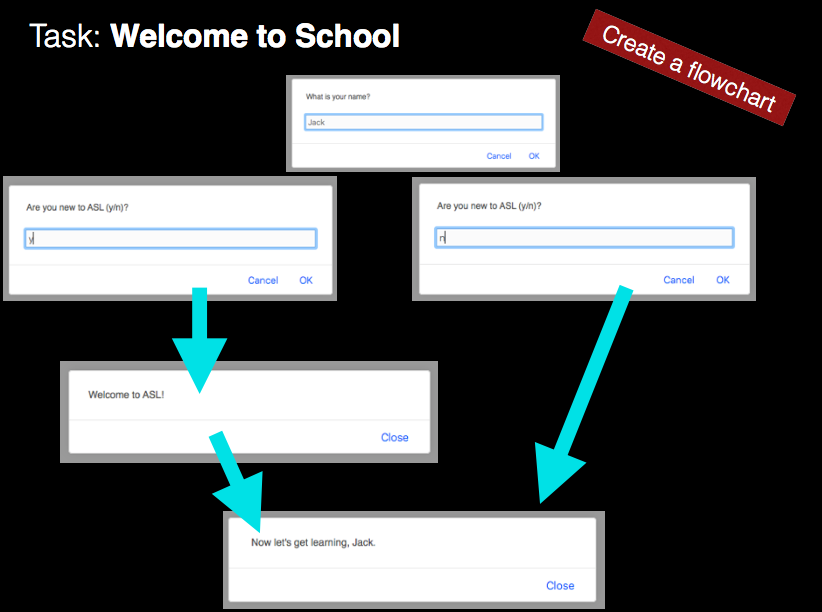 Task: Welcome to School
Create a flowchart
What is your name?
Jack
Cancel OK
Are you new to ASL (y/n)?
y
Cancel OK
Are you new to ASL (y/n)?
n
Cancel OK
Welcome to ASL!
Close
Now let's get learning, Jack.
Close